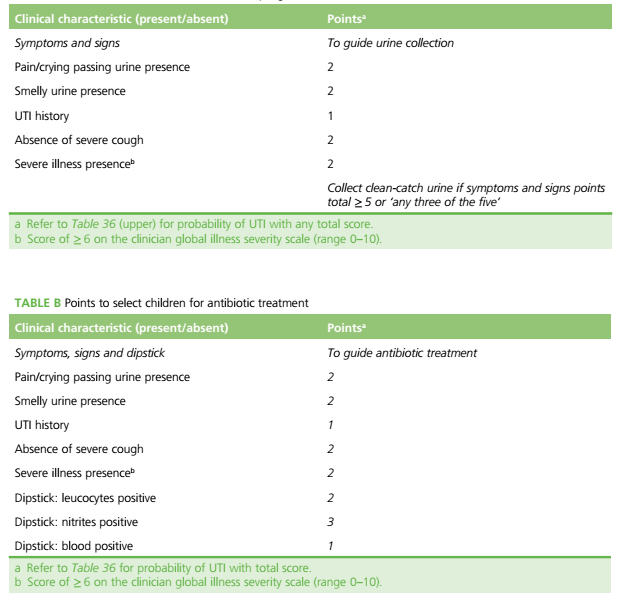 Clinical characteristic (present/absent) Pointsᵃ
Symptoms and signs To guide urine collection
Pain/crying passing urine presence 2
Smelly urine presence 2
UTI history 1
Absence of severe cough 2
Severe illness presenceᵇ 2
Collect clean-catch urine if symptoms and signs points
total ≥ 5 or ‘any three of the five’
a Refer to Table 36 (upper) for probability of UTI with any total score.
b Score of ≥ 6 on the clinician global illness severity scale (range 0–10).
TABLE B Points to select children for antibiotic treatment
Clinical characteristic (present/absent) Pointsᵃ
Symptoms, signs and dipstick To guide antibiotic treatment
Pain/crying passing urine presence 2
Smelly urine presence 2
UTI history 1
Absence of severe cough 2
Severe illness presenceᵇ 2
Dipstick: leucocytes positive 2
Dipstick: nitrites positive 3
Dipstick: blood positive 1
a Refer to Table 36 for probability of UTI with total score.
b Score of ≥ 6 on the clinician global illness severity scale (range 0–10).